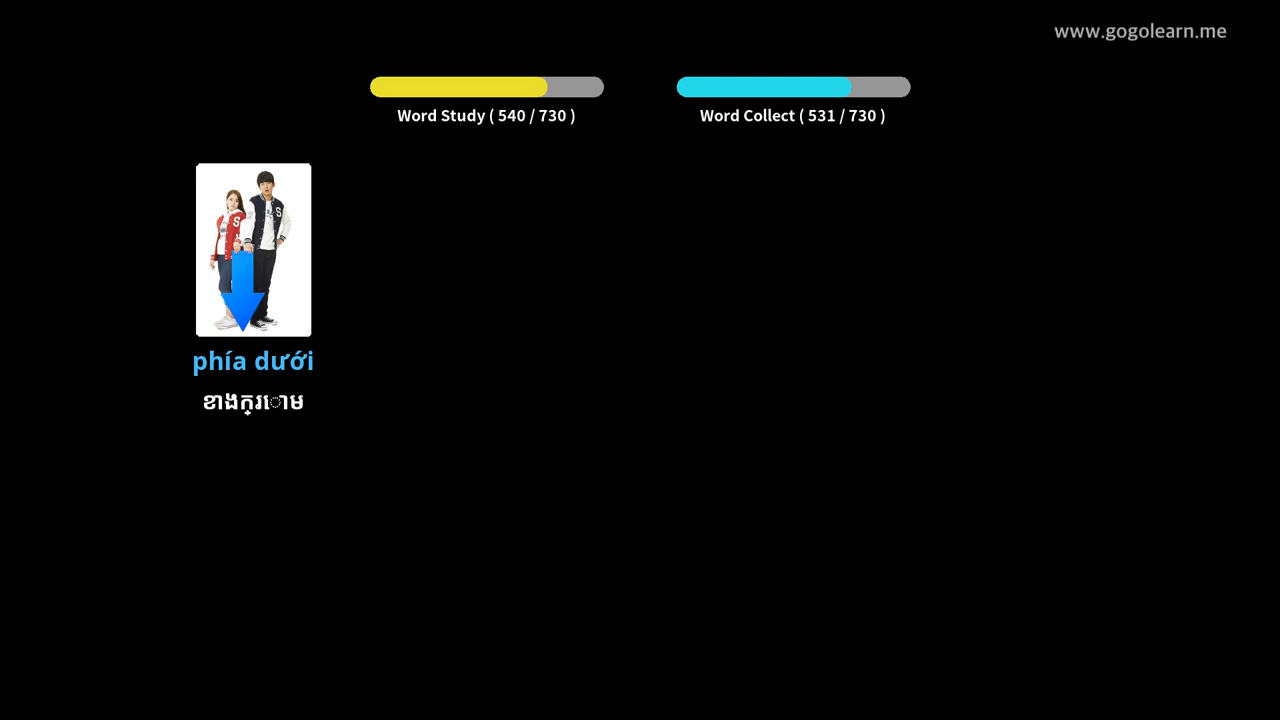 www.gogolearn.me
Word Study ( 540 / 730 )
Word Collect ( 531 / 730 )
phía dưới
ខាងក្រោម